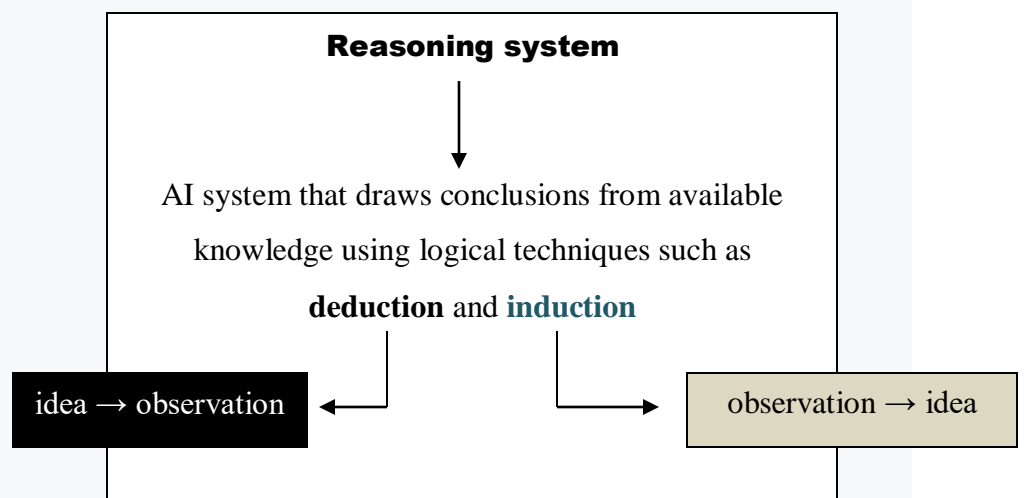 Reasoning system
AI system that draws conclusions from available
knowledge using logical techniques such as
deduction and induction
idea → observation
observation → idea